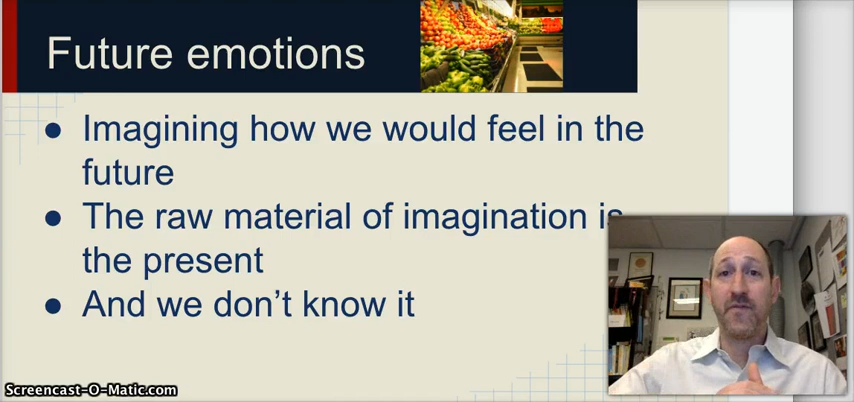 Future emotions
● Imagining how we would feel in the
future
● The raw material of imagination is
the present
● And we don't know it
Screencast-O-Matic.com